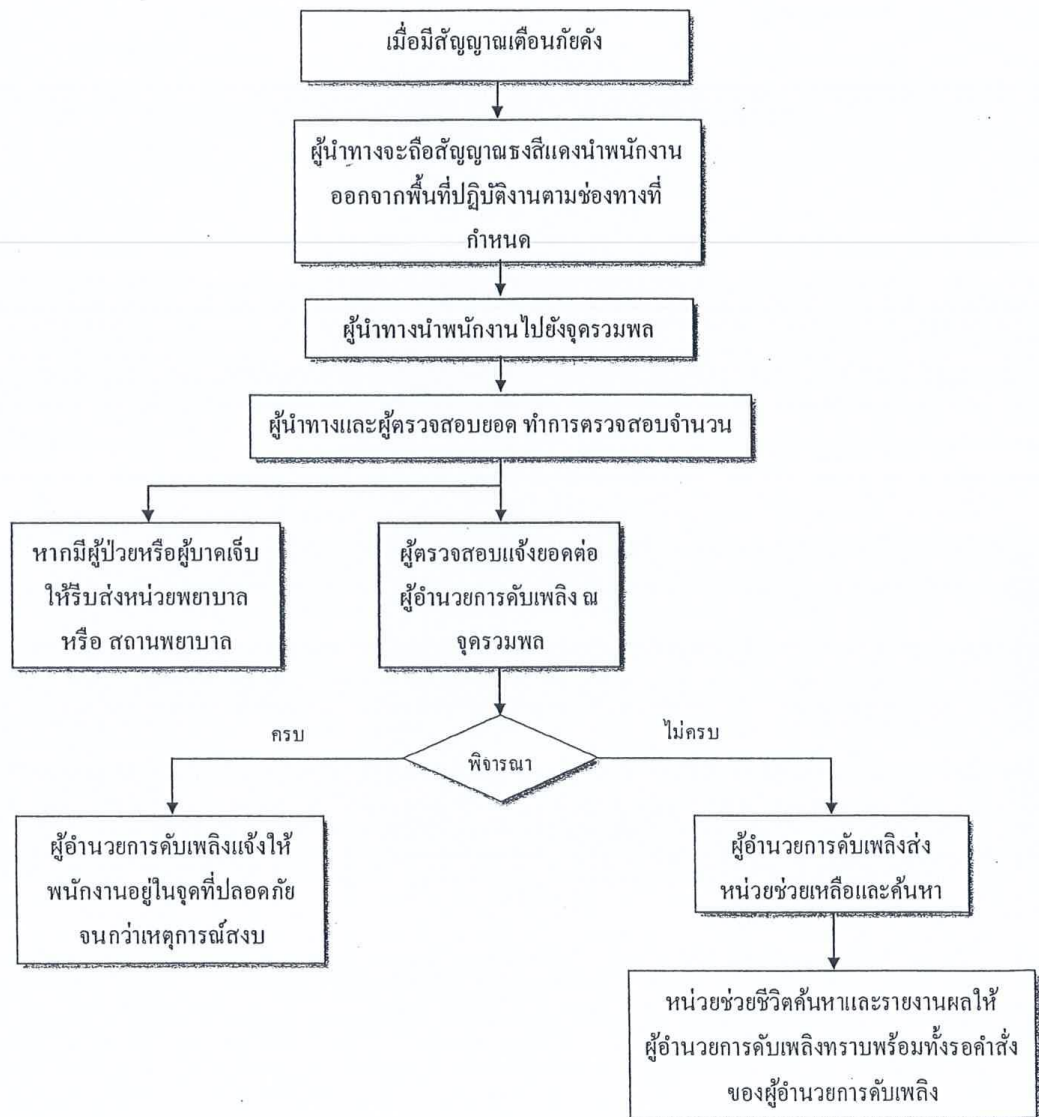 เมื่อมีสัญญาณเตือนภัยดัง
ผู้นำทางจะถือสัญญาณธงสีแดงนำพนักงาน
ออกจากพื้นที่ปฏิบัติงานตามช่องทางที่
กำหนด
ผู้นำทางนำพนักงานไปยังจุดรวมพล
ผู้นำทางและผู้ตรวจสอบยอด ทำการตรวจสอบจำนวน
หากมีผู้ป่วยหรือผู้บาดเจ็บ
ให้รีบส่งหน่วยพยาบาล
หรือ สถานพยาบาล
ผู้ตรวจสอบแจ้งยอดต่อ
ผู้อำนวยการดับเพลิง ณ
จุดรวมพล
ครบ
พิจารณา
ไม่ครบ
ผู้อำนวยการดับเพลิงแจ้งให้
พนักงานอยู่ในจุดที่ปลอดภัย
จนกว่าเหตุการณ์สงบ
ผู้อำนวยการดับเพลิงส่ง
หน่วยช่วยเหลือและค้นหา
หน่วยช่วยชีวิตค้นหาและรายงานผลให้
ผู้อำนวยการดับเพลิงทราบพร้อมทั้งรอคำสั่ง
ของผู้อำนวยการดับเพลิง